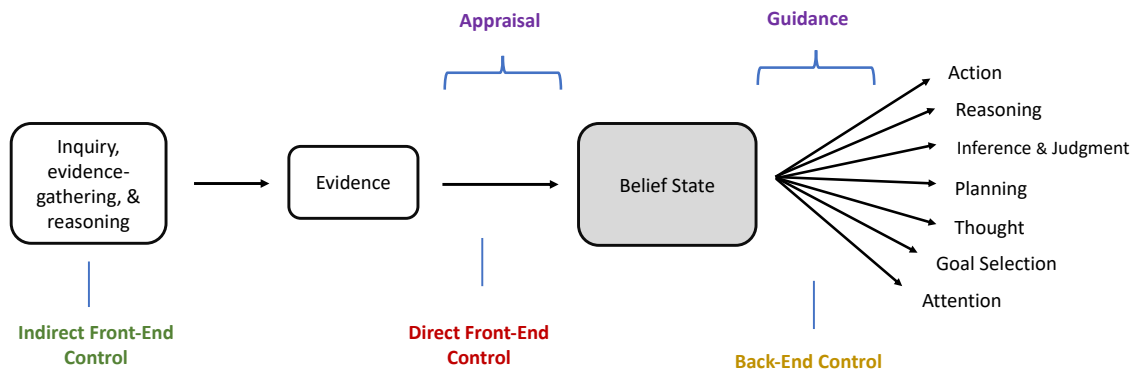 Appraisal
Guidance
Inquiry,
evidence-
gathering, &
reasoning
Evidence
Belief State
Action
Reasoning
Inference & Judgment
Planning
Thought
Goal Selection
Attention
Indirect Front-End
Control
Direct Front-End
Control
Back-End Control